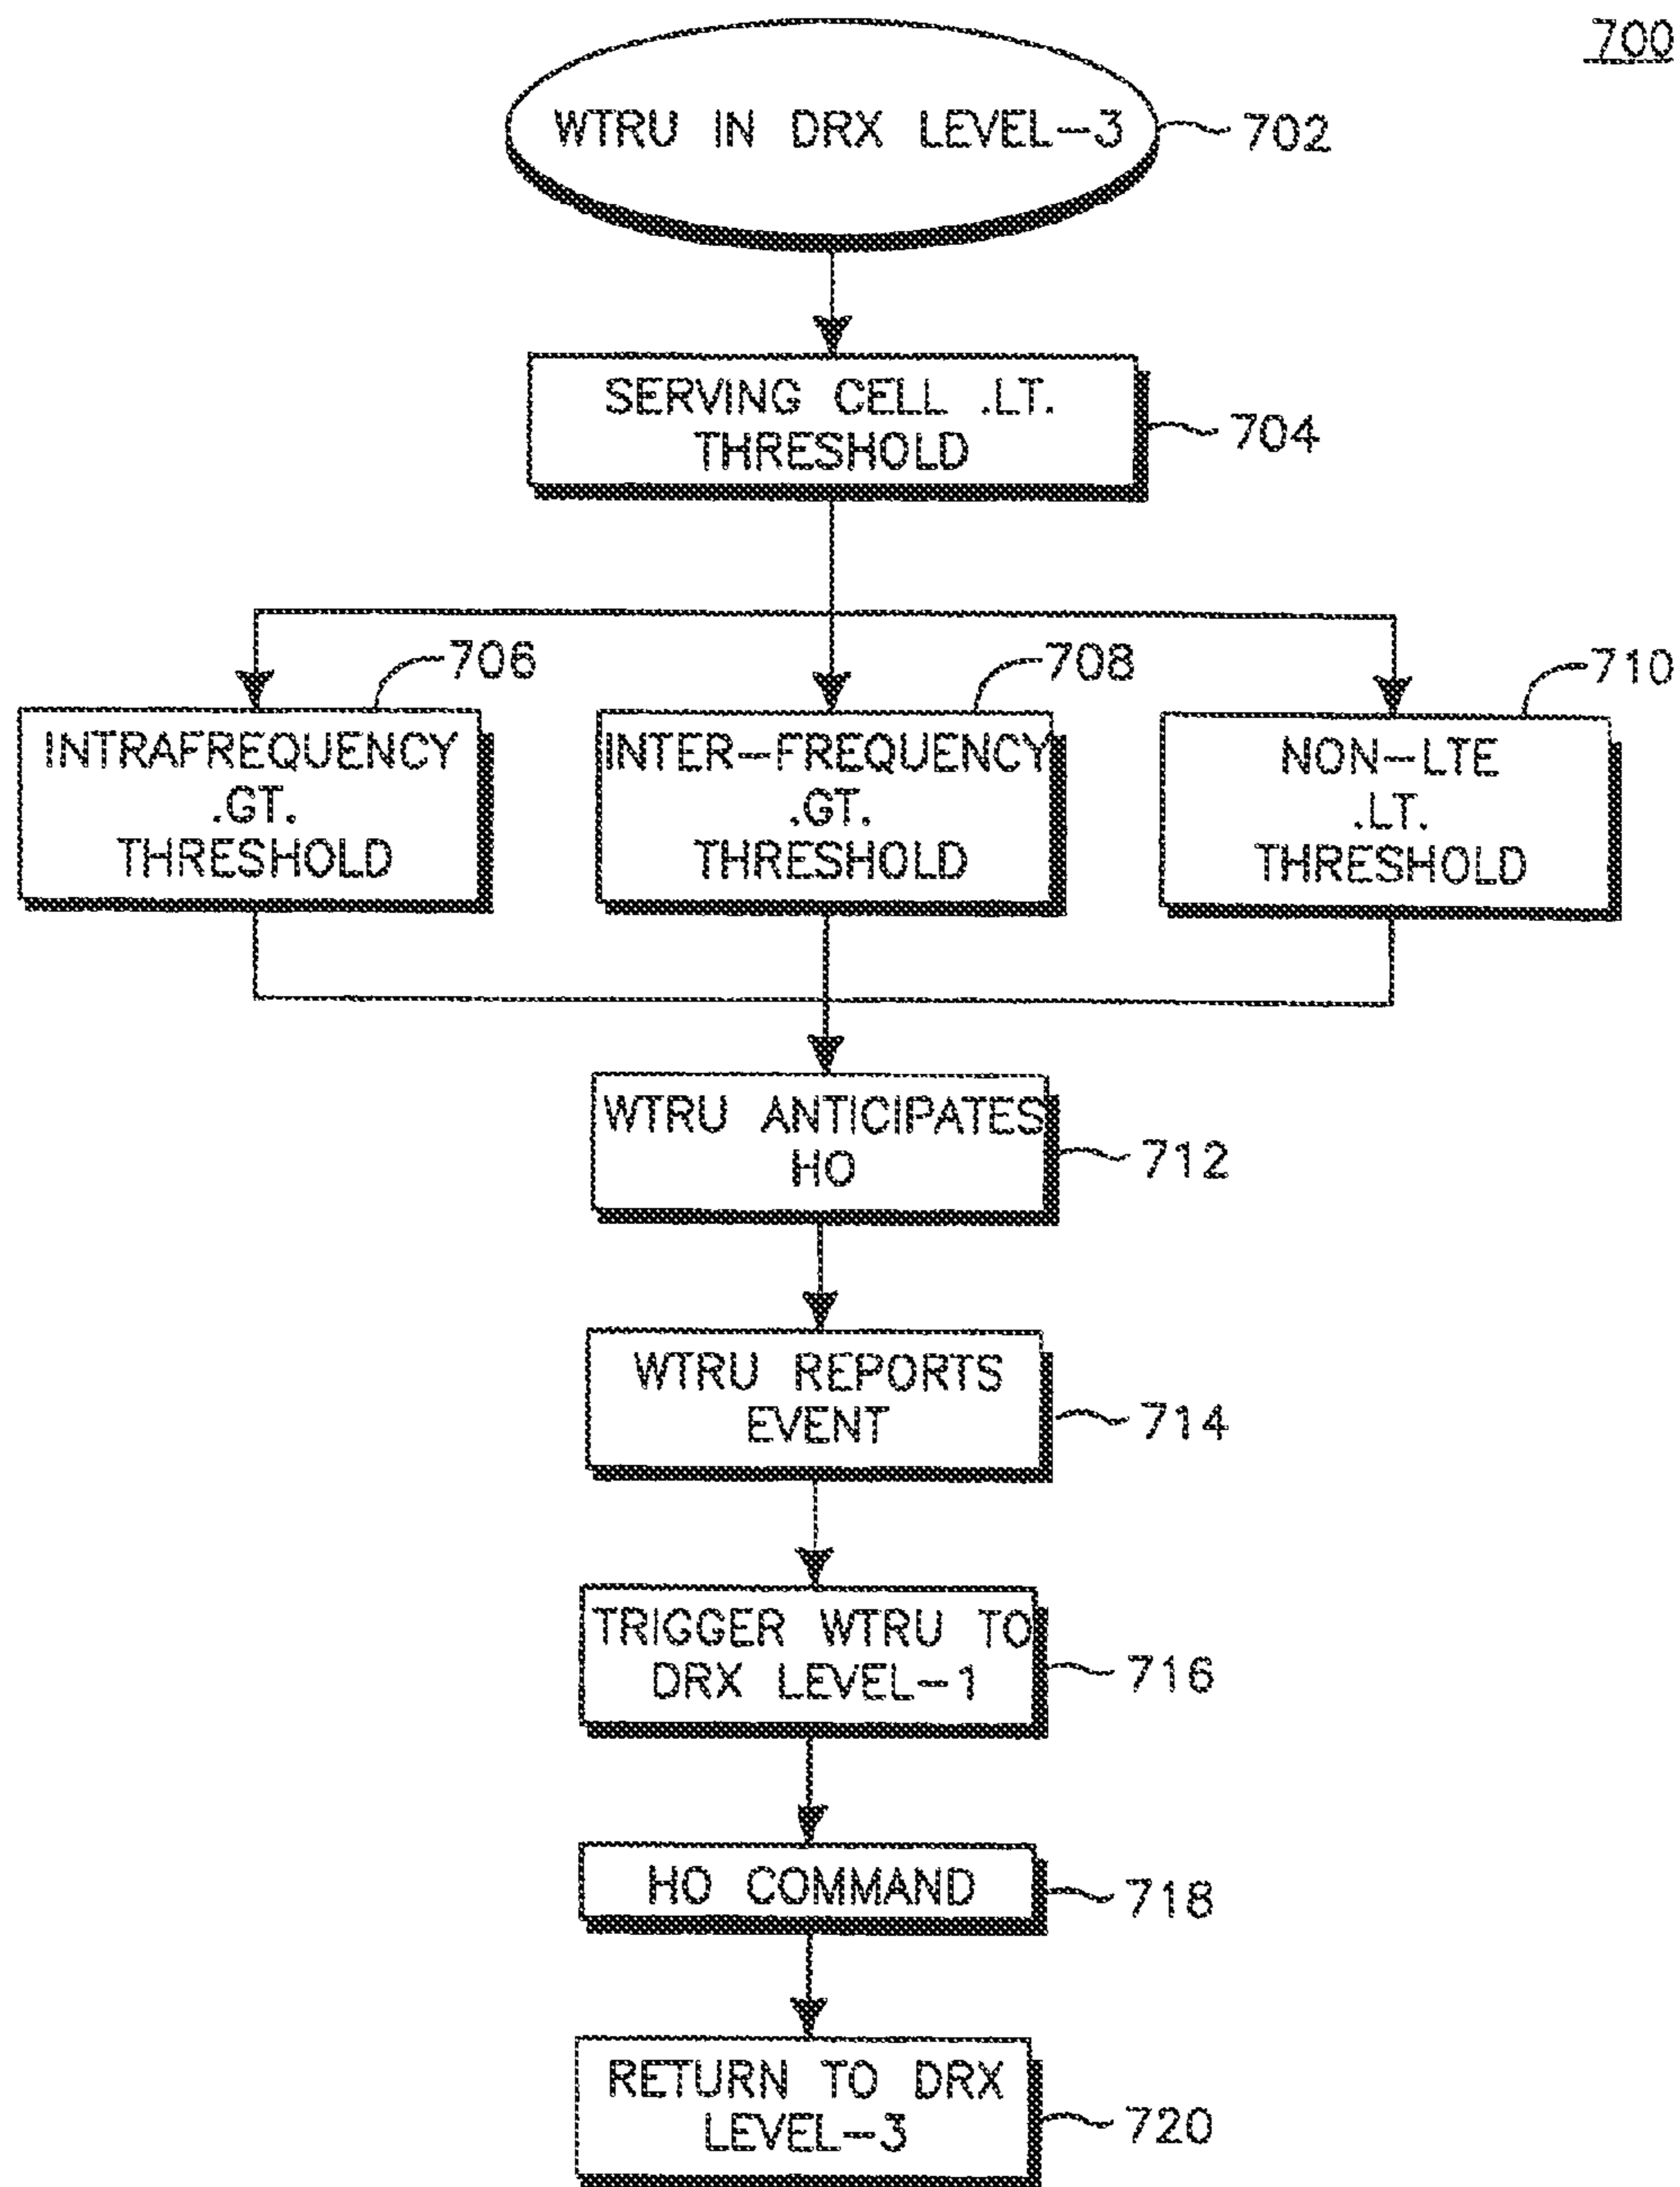 700
WTRU IN DRX LEVEL-3
702
SERVING CELL .LT.
THRESHOLD
704
706
708
710
INTRAFREQUENCY
.GT.
THRESHOLD
INTER-FREQUENCY
.GT.
THRESHOLD
NON-LTE
.LT.
THRESHOLD
WTRU ANTICIPATES
HO
712
WTRU REPORTS
EVENT
714
TRIGGER WTRU TO
DRX LEVEL-1
716
HO COMMAND
718
RETURN TO DRX
LEVEL-3
720